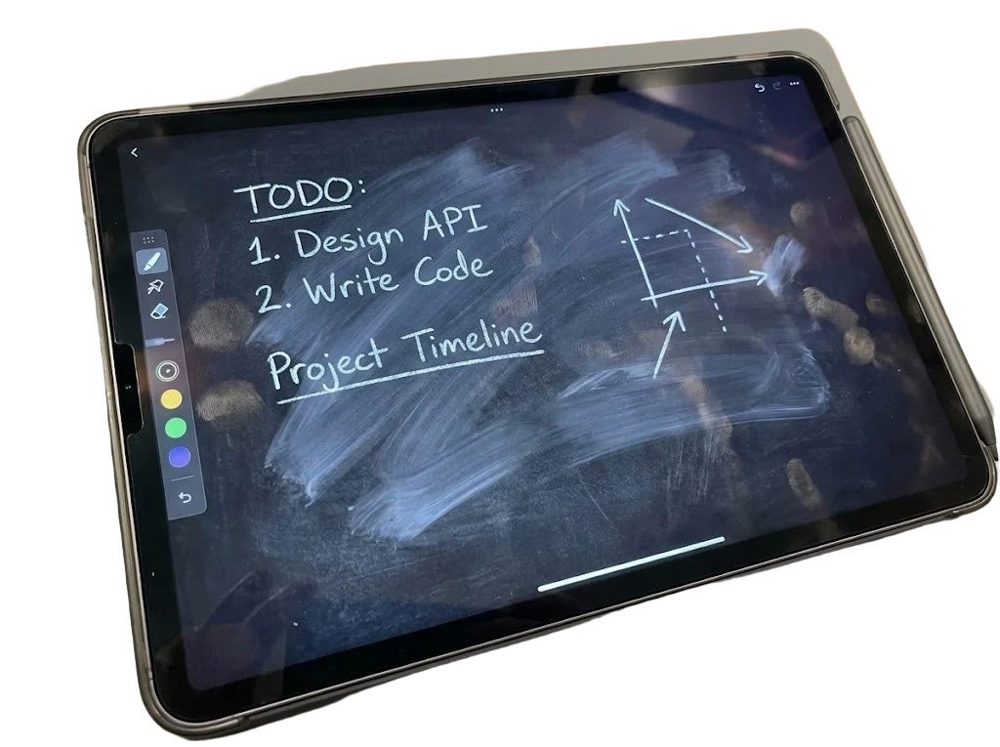 TODO:
1. Design API
2. Write Code
Project Timeline